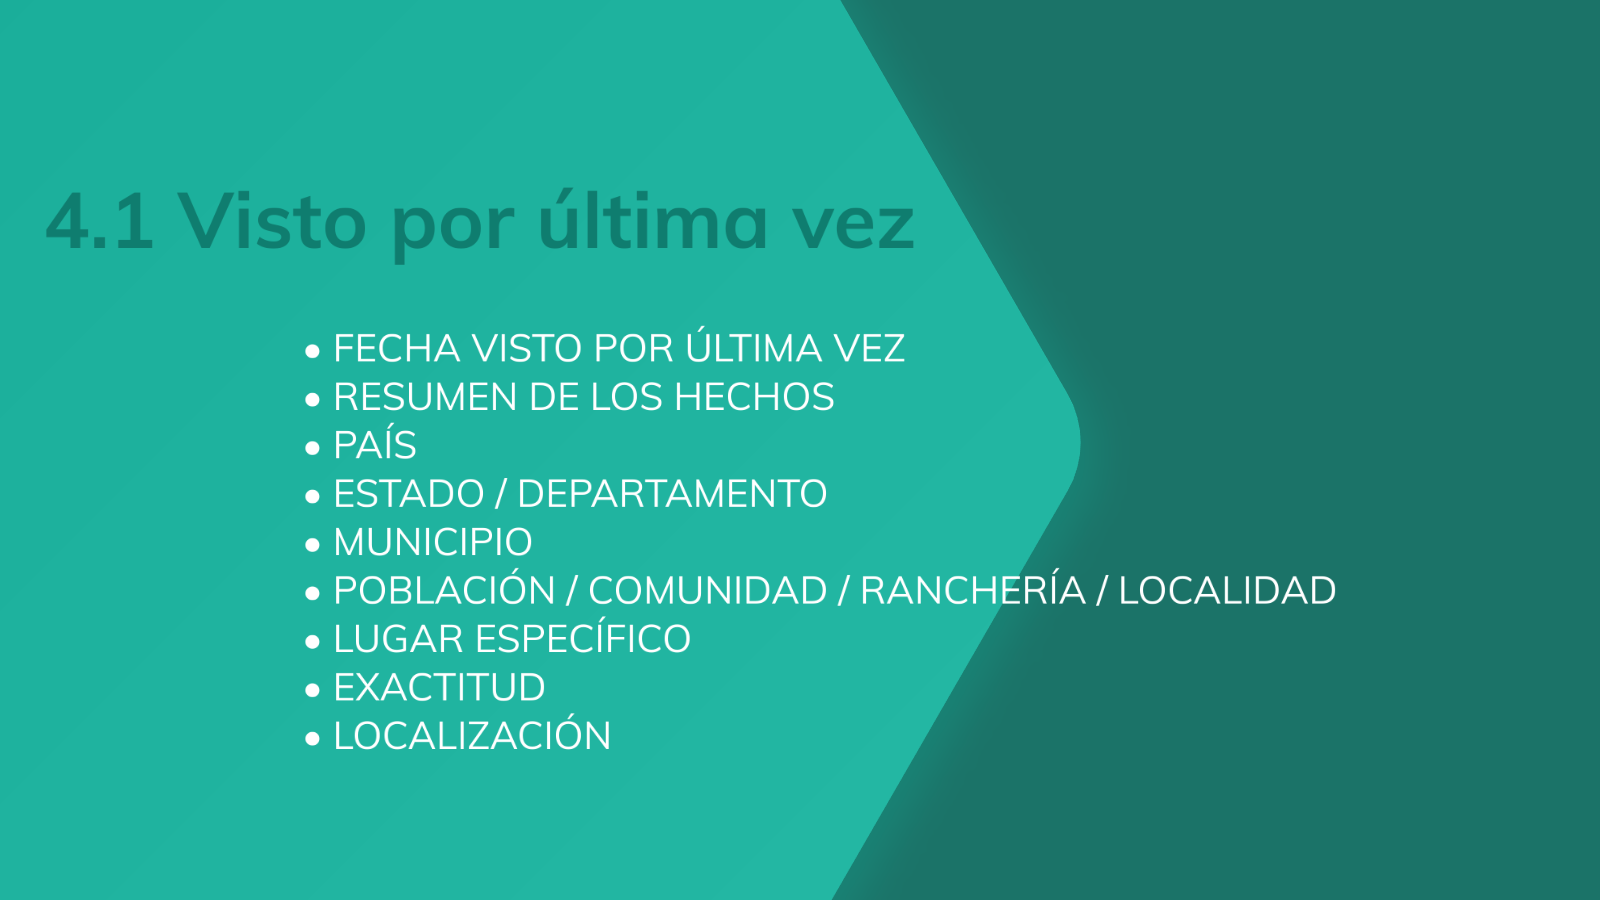 4.1 Visto por última vez
• FECHA VISTO POR ÚLTIMA VEZ
• RESUMEN DE LOS HECHOS
• PAÍS
• ESTADO / DEPARTAMENTO
• MUNICIPIO
• POBLACIÓN / COMUNIDAD / RANCHERÍA / LOCALIDAD
• LUGAR ESPECÍFICO
• EXACTITUD
• LOCALIZACIÓN